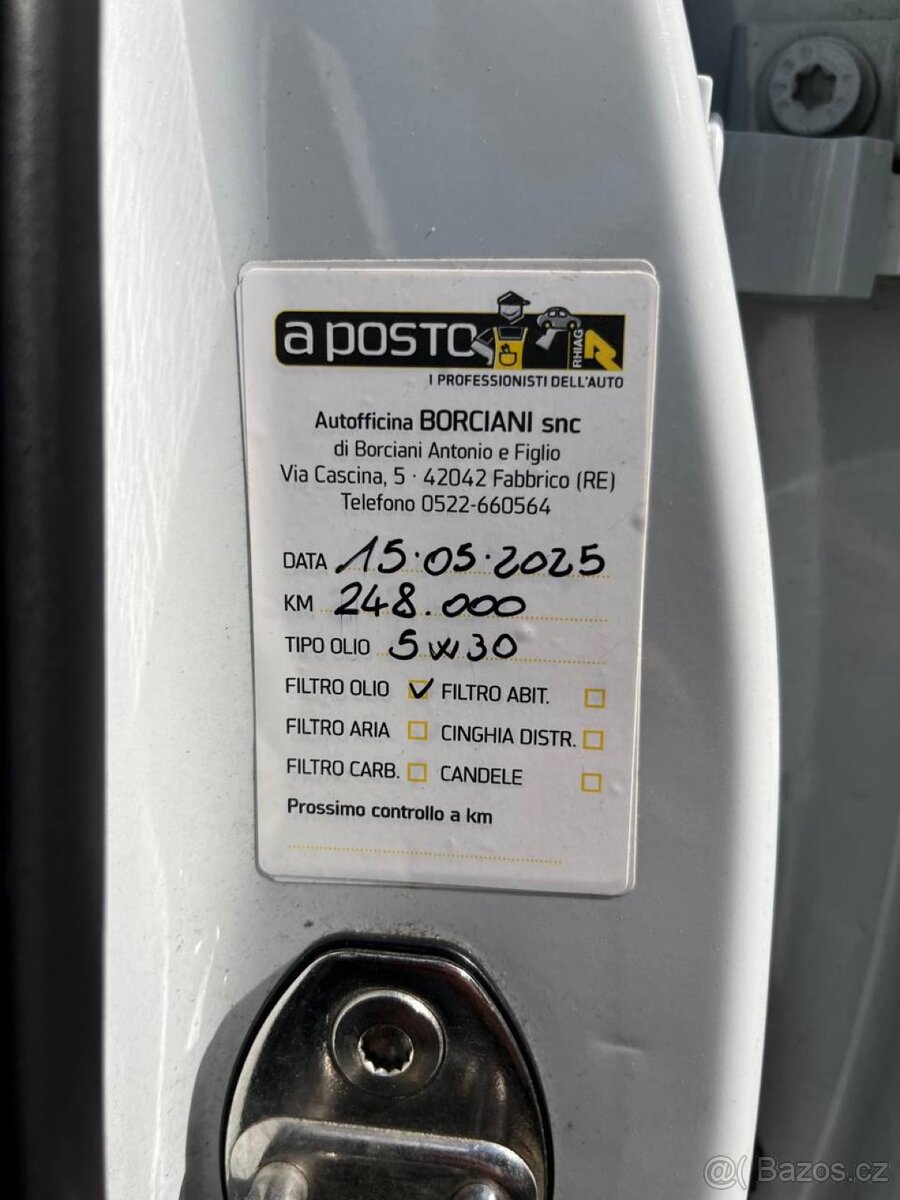 a POSTO
RHIAG
I PROFESSIONISTI DELL'AUTO
Autofficina BORCIANI snc
di Borciani Antonio e Figlio
Via Cascina, 5 · 42042 Fabbrico (RE)
Telefono 0522-660564
DATA 15.05.2025
KM 248.000
TIPO OLIO 5W30
FILTRO OLIO ✓ FILTRO ABIT.
FILTRO ARIA CINGHIA DISTR.
FILTRO CARB. CANDELE
Prossimo controllo a km
@( Bazos.cz